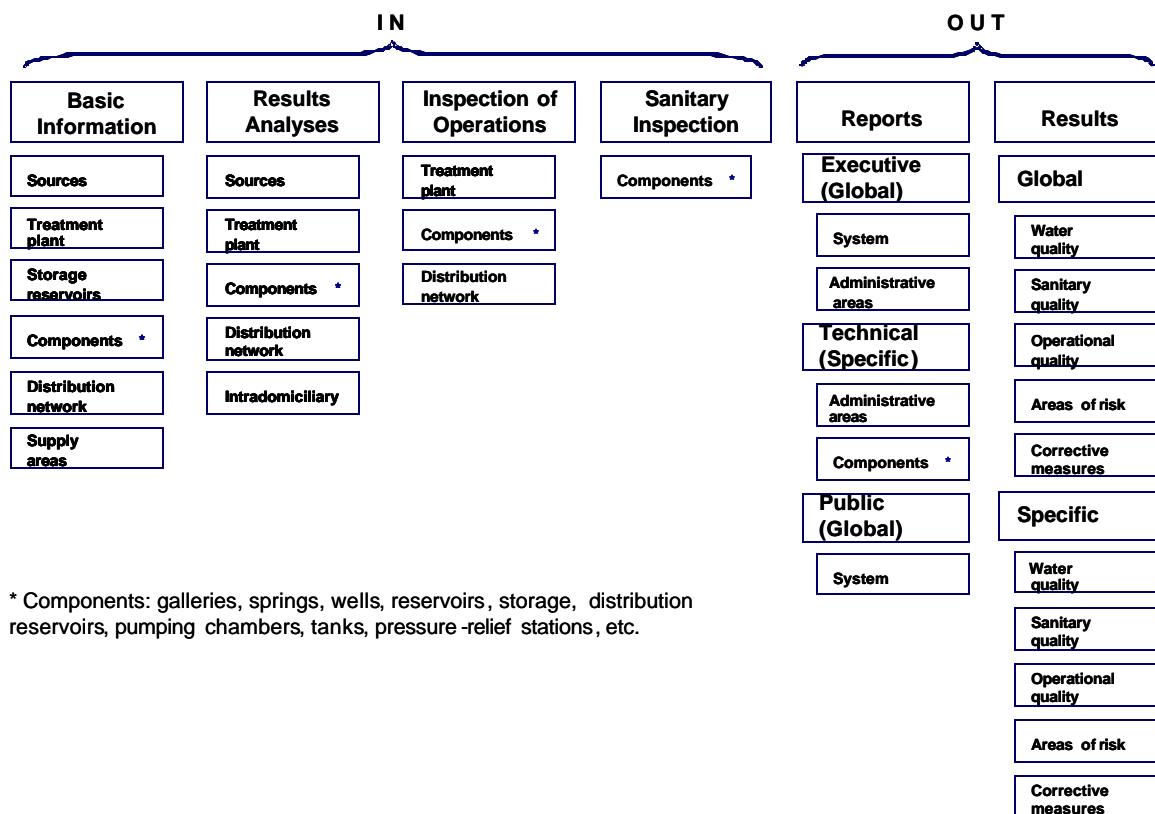 I N
O U T
Basic
Information
Results
Analyses
Inspection of
Operations
Sanitary
Inspection
Reports
Results
Sources
Treatment
plant
Storage
reservoirs
Components *
Distribution
network
Supply
areas
Sources
Treatment
plant
Components *
Distribution
network
Intradomiciliary
Treatment
plant
Components *
Distribution
network
Components *
Executive
(Global)
System
Administrative
areas
Technical
(Specific)
Administrative
areas
Components *
Public
(Global)
System
Global
Water
quality
Sanitary
quality
Operational
quality
Areas of risk
Corrective
measures
Specific
Water
quality
Sanitary
quality
Operational
quality
Areas of risk
Corrective
measures
* Components: galleries, springs, wells, reservoirs, storage, distribution
reservoirs, pumping chambers, tanks, pressure-relief stations, etc.